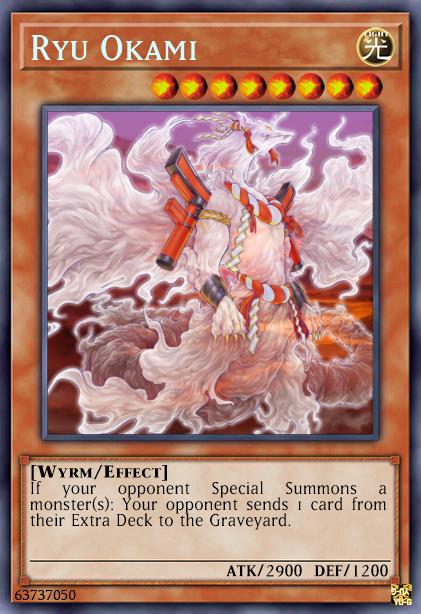 Ryu Okami
LIGHT
光
[Wyrm/Effect]
If your opponent Special Summons a
monster(s): Your opponent sends 1 card from
their Extra Deck to the Graveyard.
ATK/2900 DEF/1200
63737050